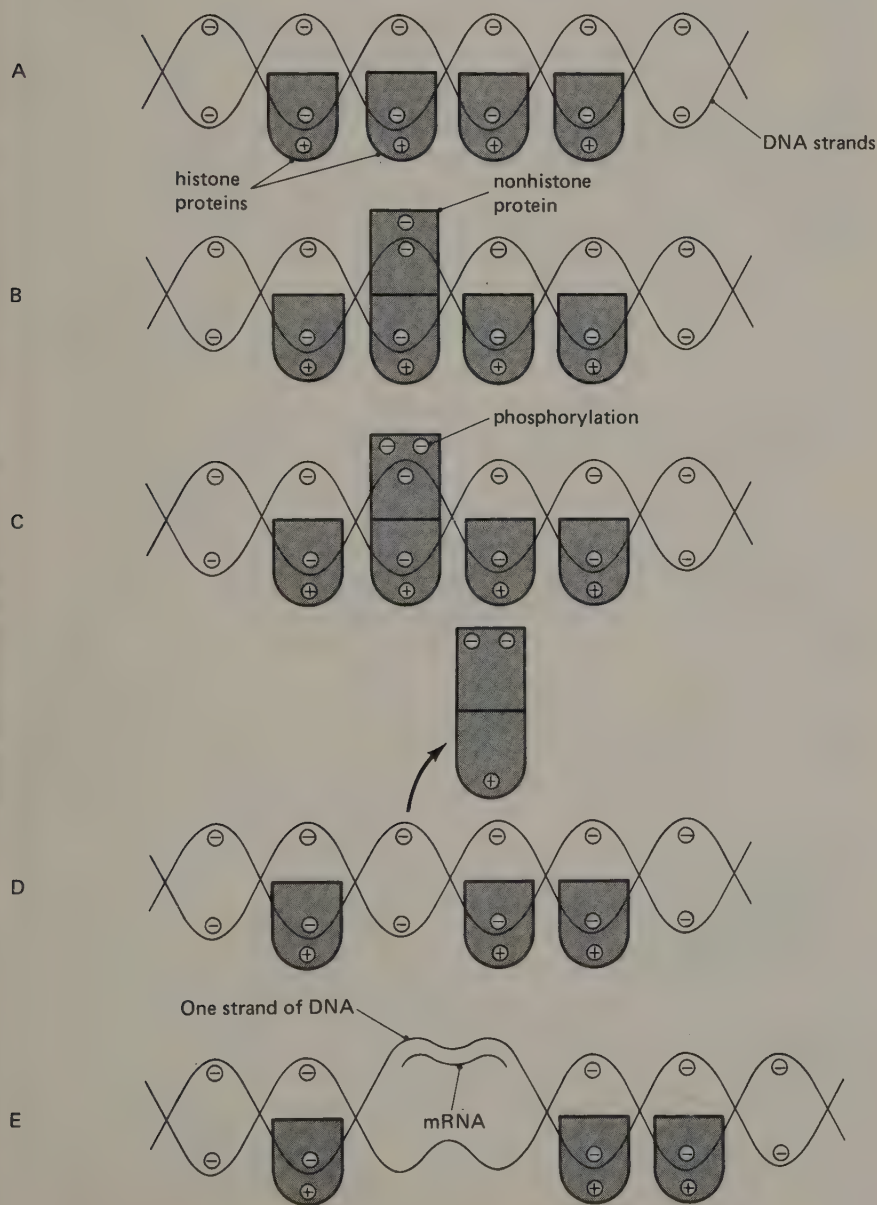 A
DNA strands
histone
proteins
nonhistone
protein
B
phosphorylation
C
D
One strand of DNA
mRNA
E